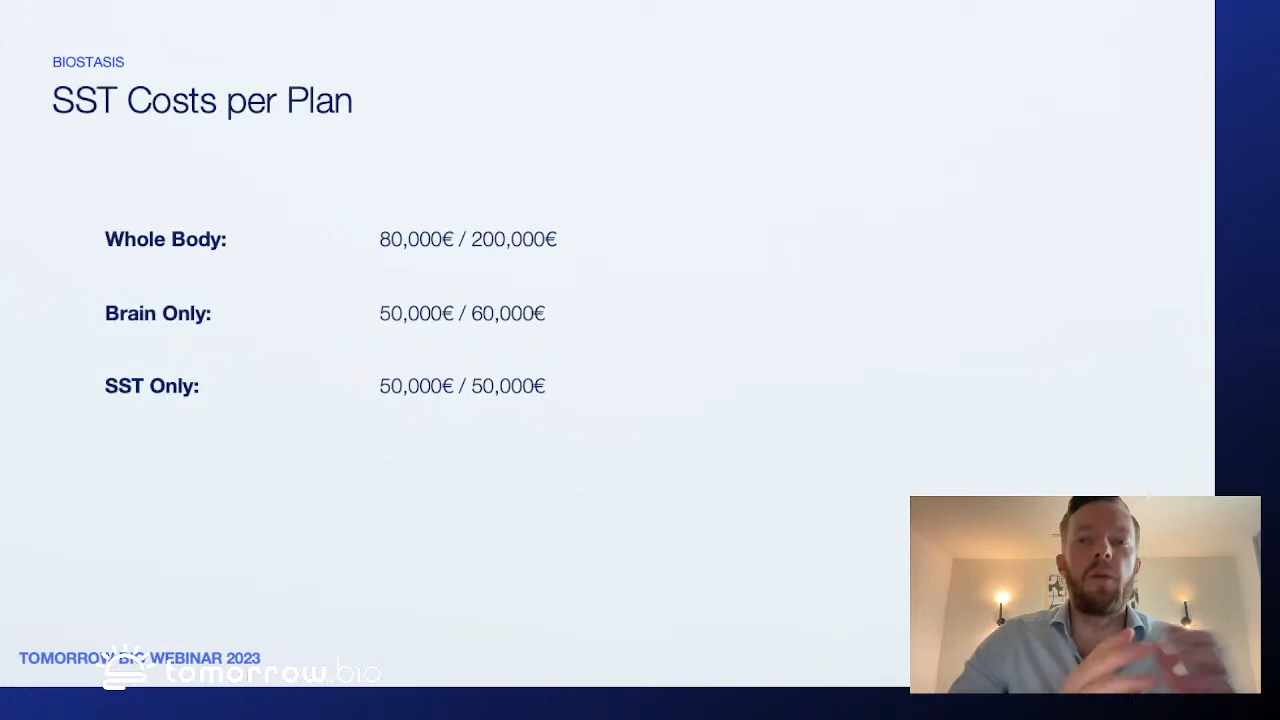 BIOSTASIS
SST Costs per Plan
Whole Body: 80,000€ / 200,000€
Brain Only: 50,000€ / 60,000€
SST Only: 50,000€ / 50,000€
TOMORROW BIO WEBINAR 2023
tomorrow.bio